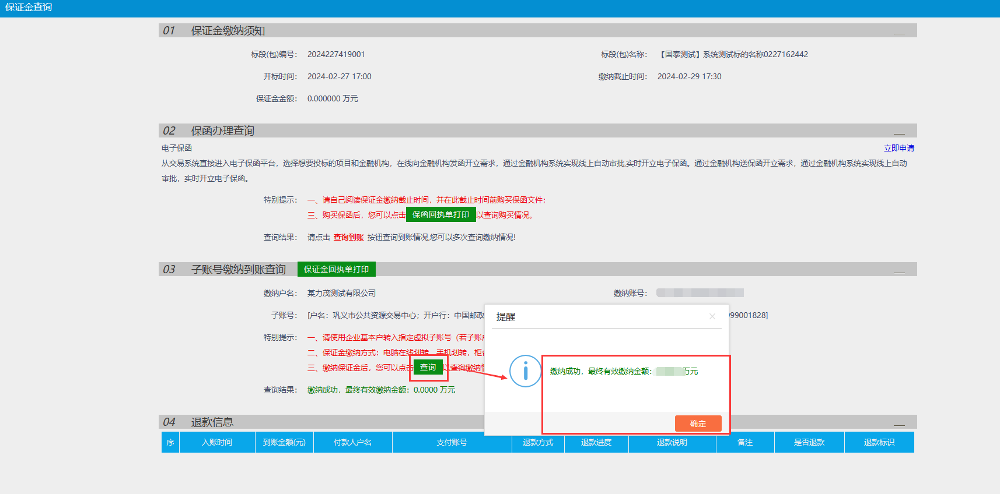 保证金查询
01 保证金缴纳须知
标段(包)编号： 2024227419001 标段(包)名称： 【国泰测试】系统测试标的名称0227162442
开标时间： 2024-02-27 17:00 缴纳截止时间： 2024-02-29 17:30
保证金金额： 0.000000 万元
02 保函办理查询
电子保函 立即申请
从交易系统直接进入电子保函平台，选择想要投标的项目和金融机构，在线向金融机构发函开立需求，通过金融机构系统实现线上自动审批,实时开立电子保函。通过金融机构送保函开立需求，通过金融机构系统实现线上自动
审批，实时开立电子保函。
特别提示： 一、请自己阅读保证金缴纳截止时间，并在此截止时间前购买保函文件；
三、购买保函后，您可以点击 保函回执单打印 以查询购买情况。
查询结果： 请点击 查询到账 按钮查询到账情况,您可以多次查询缴纳情况!
03 子账号缴纳到账查询 保证金回执单打印
缴纳户名： 某力茂测试有限公司 缴纳账号：
子账号： [户名：巩义市公共资源交易中心；开户行：中国邮政 99001828]
特别提示： 一、请使用企业基本户转入指定虚拟子账号（若子账
二、保证金缴纳方式：电脑在线划转、手机划转，柜
三、缴纳保证金后，您可以点击 查询 以查询缴纳
查询结果： 缴纳成功，最终有效缴纳金额：0.0000 万元
提醒
缴纳成功，最终有效缴纳金额： 万元
确定
04 退款信息
序 入账时间 到账金额(元) 付款人户名 支付账号 退款方式 退款进度 退款说明 备注 是否退款 退款标识